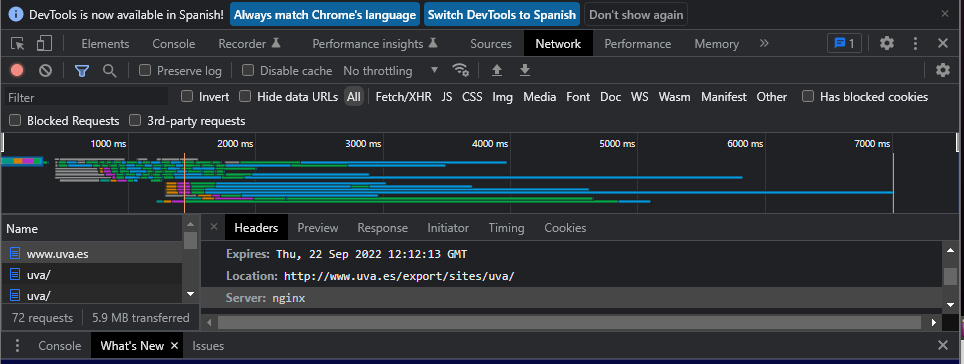 DevTools is now available in Spanish! Always match Chrome's language Switch DevTools to Spanish Don't show again
Elements Console Recorder Performance insights Sources Network Performance Memory 1
Preserve log Disable cache No throttling
Filter Invert Hide data URLs All Fetch/XHR JS CSS Img Media Font Doc WS Wasm Manifest Other Has blocked cookies
Blocked Requests 3rd-party requests
1000 ms 2000 ms 3000 ms 4000 ms 5000 ms 6000 ms 7000 ms
Name Headers Preview Response Initiator Timing Cookies
www.uva.es Expires: Thu, 22 Sep 2022 12:12:13 GMT
uva/ Location: http://www.uva.es/export/sites/uva/
uva/ Server: nginx
72 requests 5.9 MB transferred
Console What's New Issues